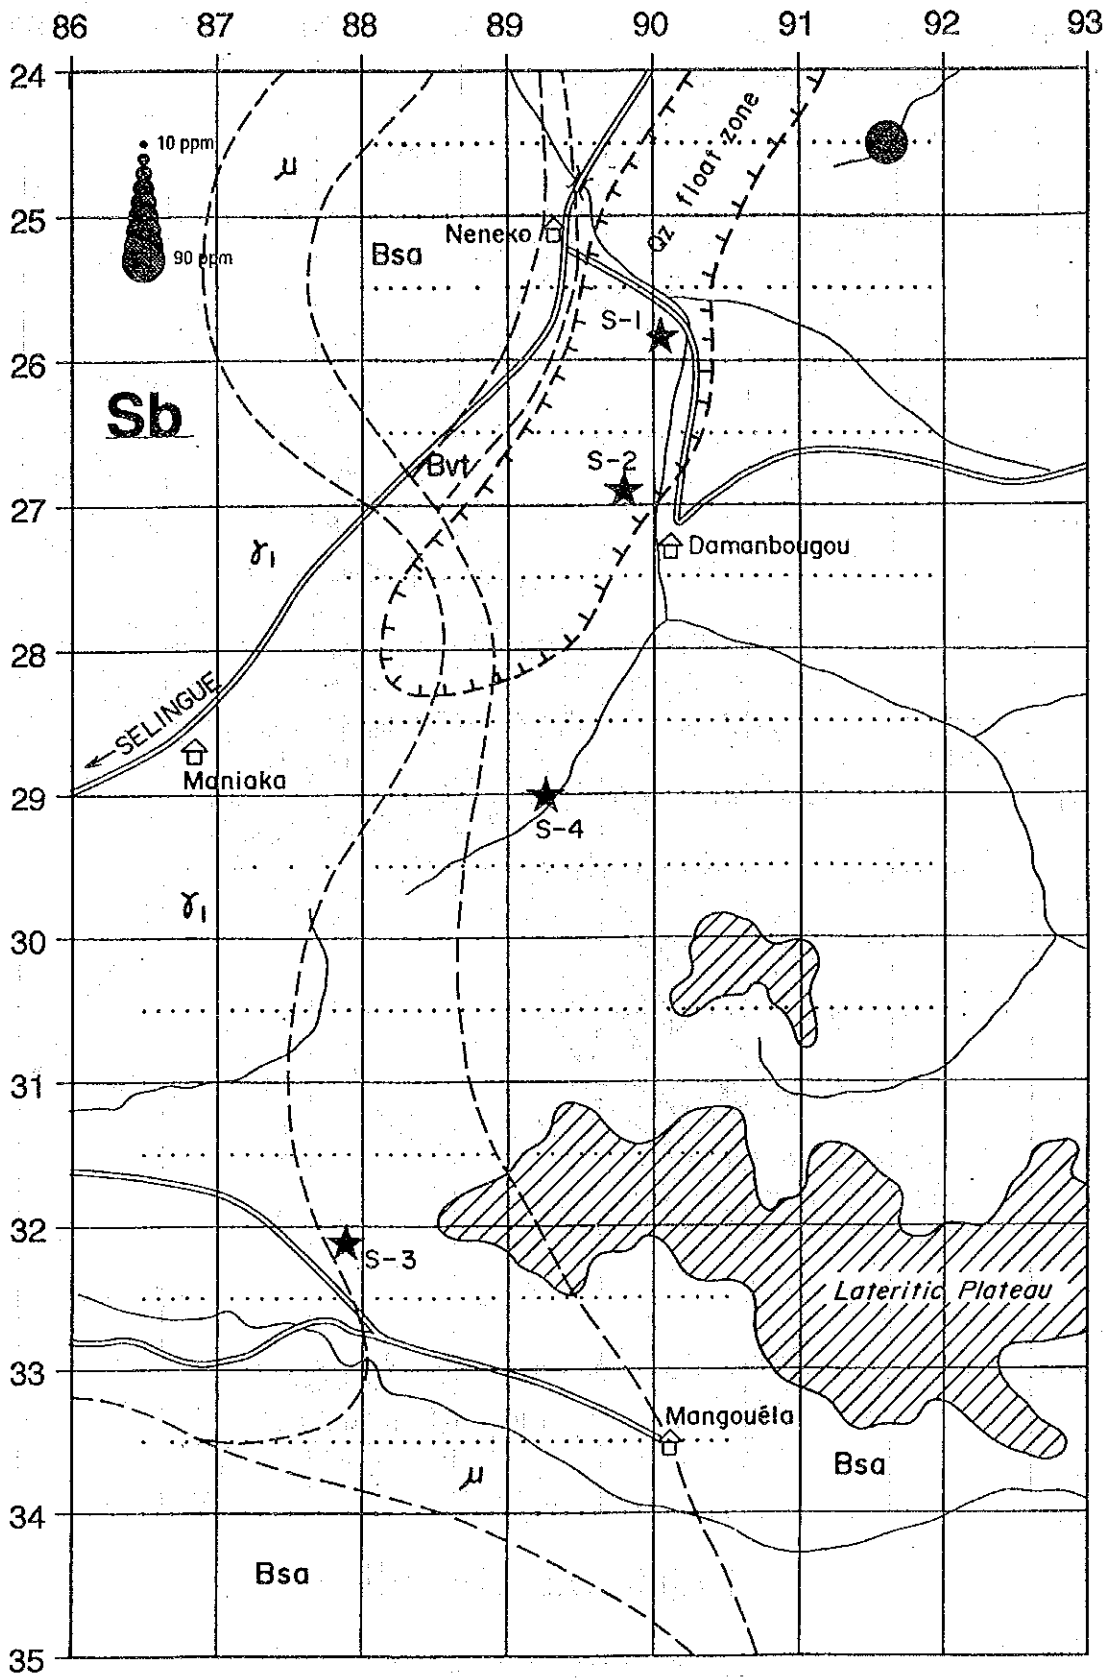 86 87 88 89 90 91 92 93
24
10 ppm
μ
Qz float zone
25
Neneko
Bsa
90 ppm
S-1
26
Sb
Bvt
S-2
27
γ1
Damanbougou
28
SELINGUE
Maniaka
29
S-4
γ1
30
31
32
S-3
Lateritic Plateau
33
Mangouéla
Bsa
μ
34
Bsa
35